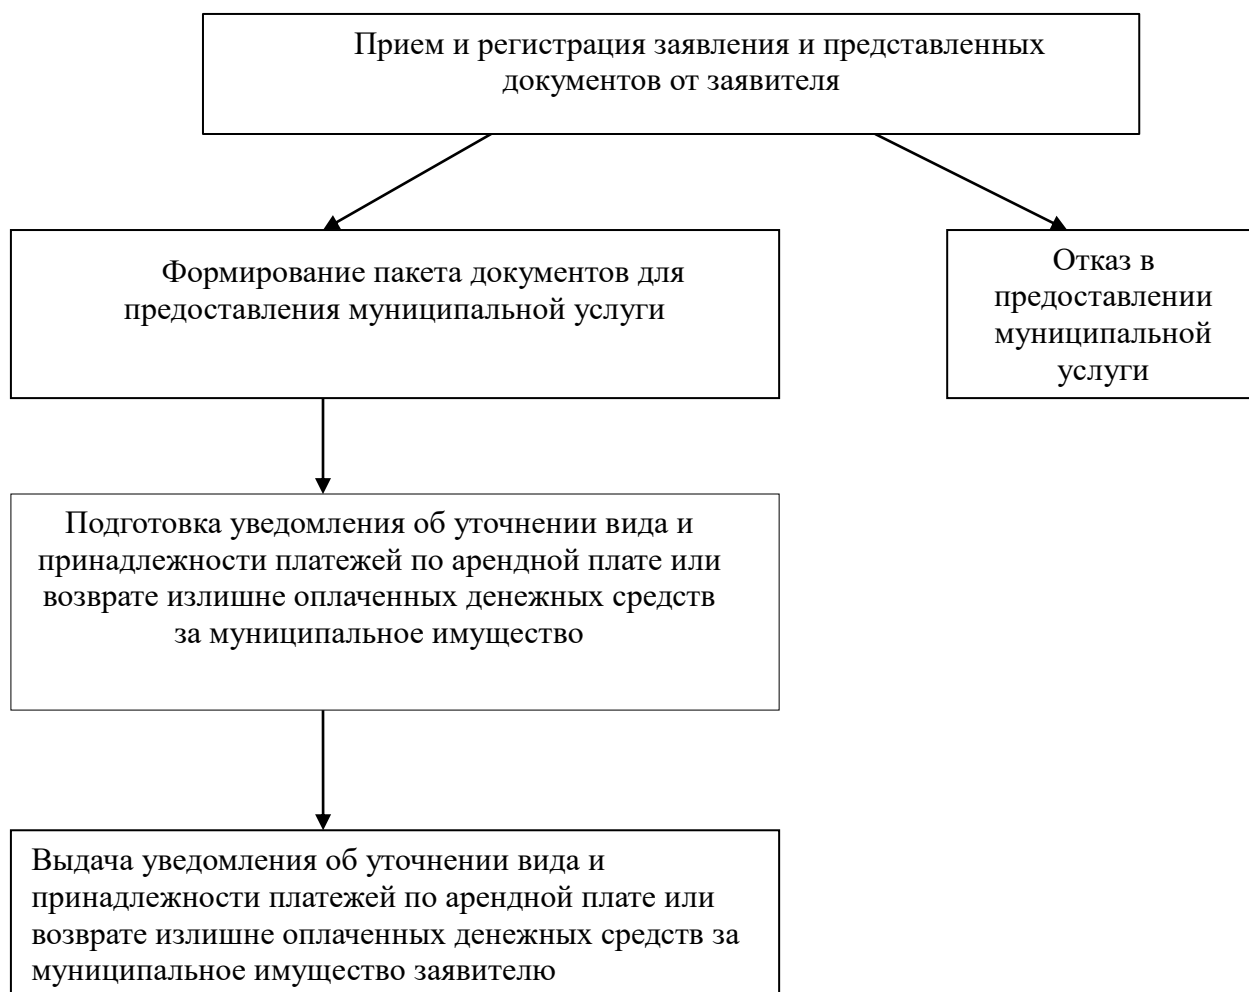 Прием и регистрация заявления и представленных
документов от заявителя
Формирование пакета документов для
предоставления муниципальной услуги
Отказ в
предоставлении
муниципальной
услуги
Подготовка уведомления об уточнении вида и
принадлежности платежей по арендной плате или
возврате излишне оплаченных денежных средств
за муниципальное имущество
Выдача уведомления об уточнении вида и
принадлежности платежей по арендной плате или
возврате излишне оплаченных денежных средств за
муниципальное имущество заявителю